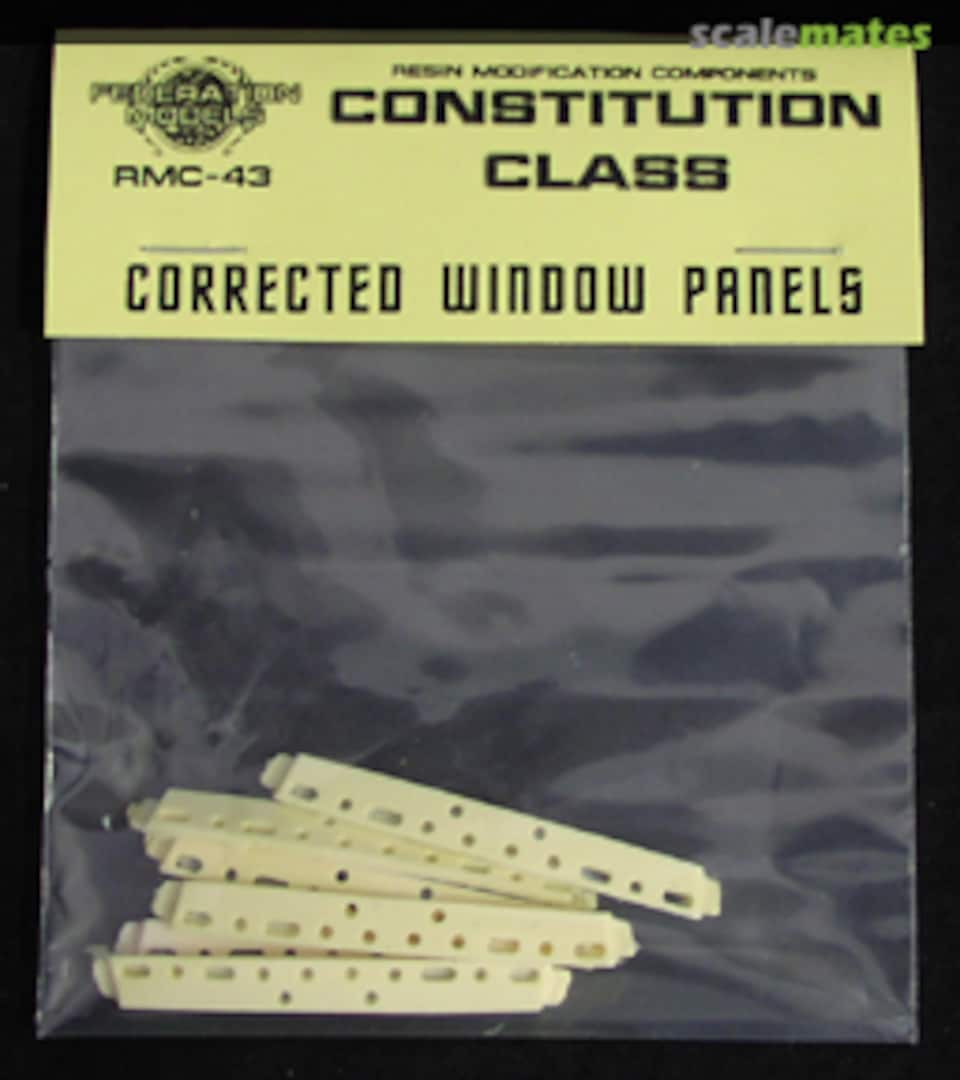 scalemates
FEDERATION
MODELS
RMC-43
RESIN MODIFICATION COMPONENTS
CONSTITUTION
CLASS
CORRECTED WINDOW PANELS